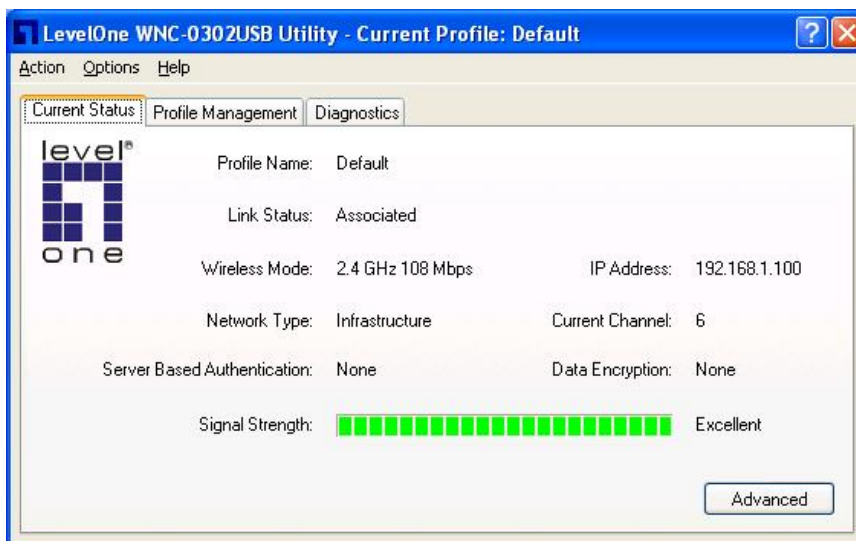 LevelOne WNC-0302USB Utility - Current Profile: Default
Action Options Help
Current Status Profile Management Diagnostics
level®
one
Profile Name: Default
Link Status: Associated
Wireless Mode: 2.4 GHz 108 Mbps IP Address: 192.168.1.100
Network Type: Infrastructure Current Channel: 6
Server Based Authentication: None Data Encryption: None
Signal Strength: Excellent
Advanced